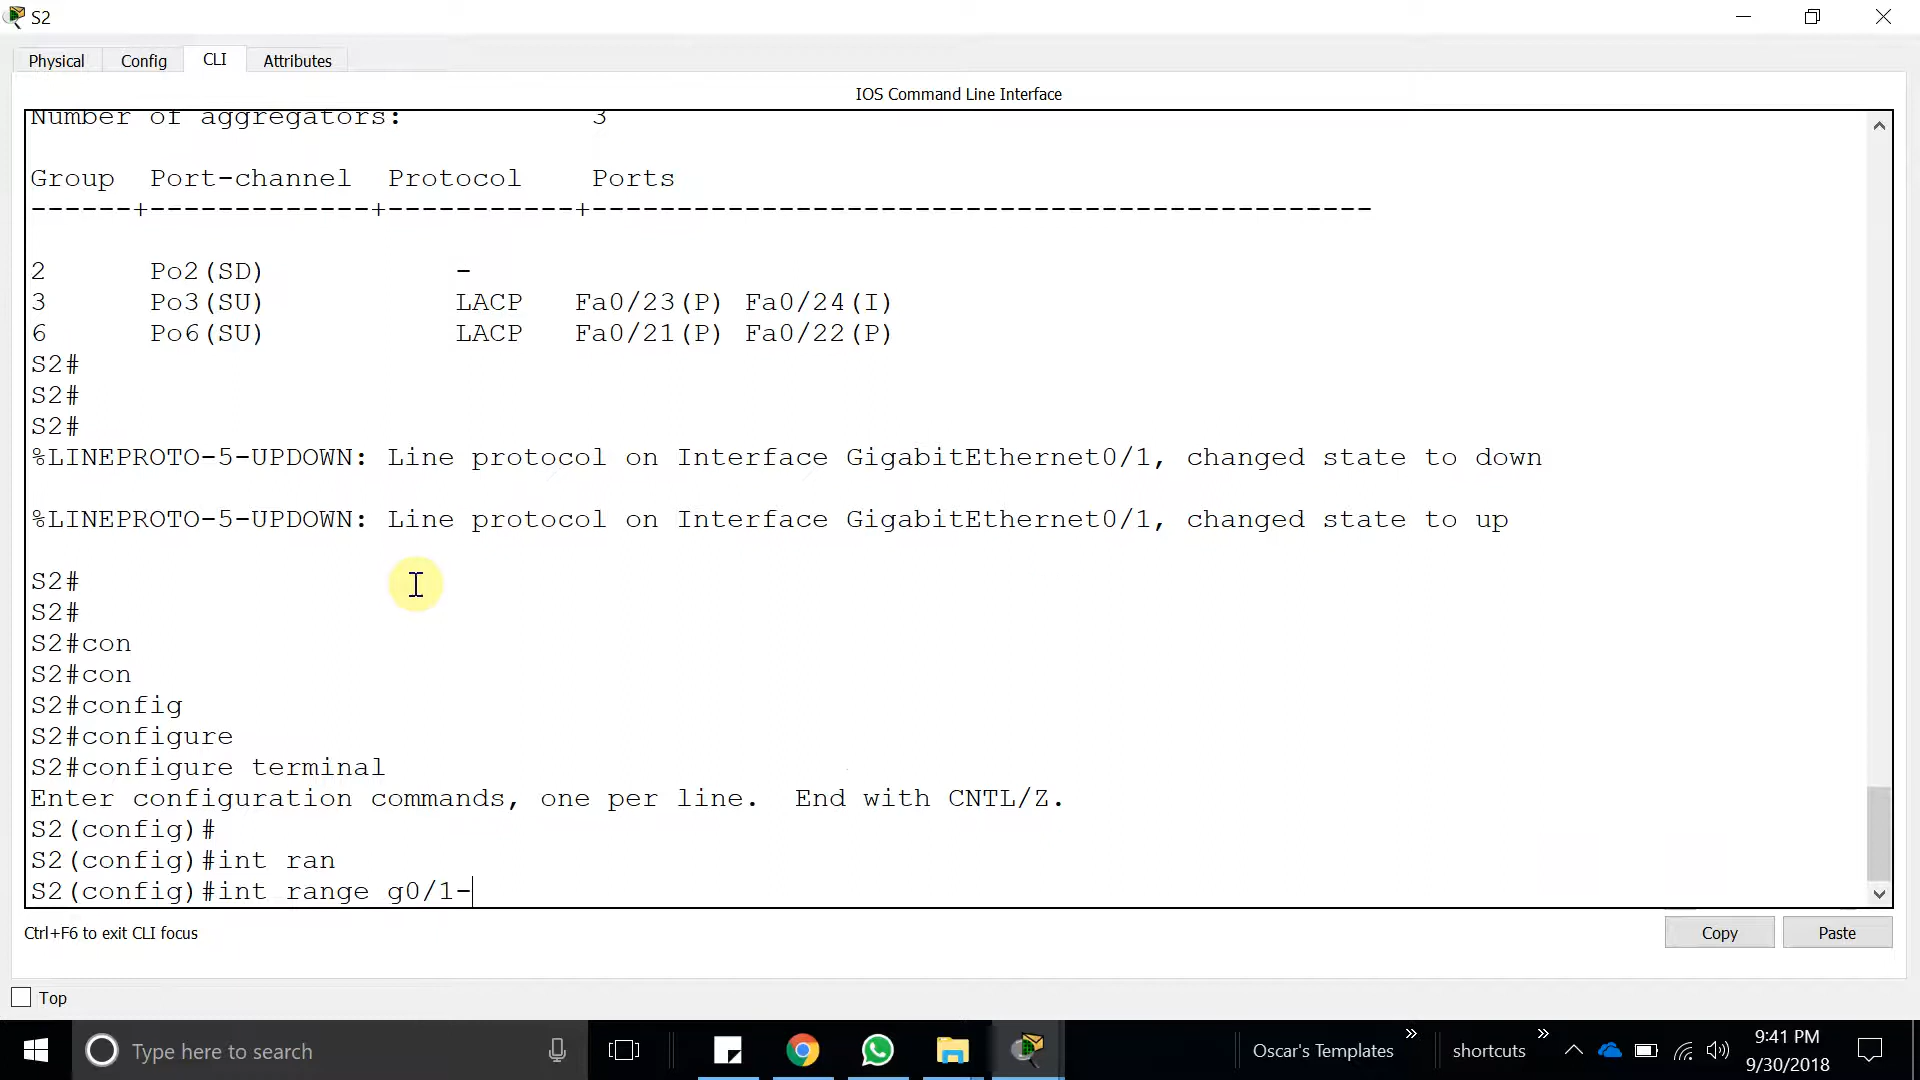 S2
Physical Config CLI Attributes
IOS Command Line Interface
Number of aggregators: 3
Group Port-channel Protocol Ports
------+-------------+-----------+----------------------------------------------
2 Po2(SD) -
3 Po3(SU) LACP Fa0/23(P) Fa0/24(I)
6 Po6(SU) LACP Fa0/21(P) Fa0/22(P)
S2#
S2#
S2#
%LINEPROTO-5-UPDOWN: Line protocol on Interface GigabitEthernet0/1, changed state to down
%LINEPROTO-5-UPDOWN: Line protocol on Interface GigabitEthernet0/1, changed state to up
S2#
S2#
S2#con
S2#con
S2#config
S2#configure
S2#configure terminal
Enter configuration commands, one per line. End with CNTL/Z.
S2(config)#
S2(config)#int ran
S2(config)#int range g0/1-
Ctrl+F6 to exit CLI focus
Copy Paste
Top
Type here to search
Oscar's Templates » shortcuts »
9:41 PM
9/30/2018